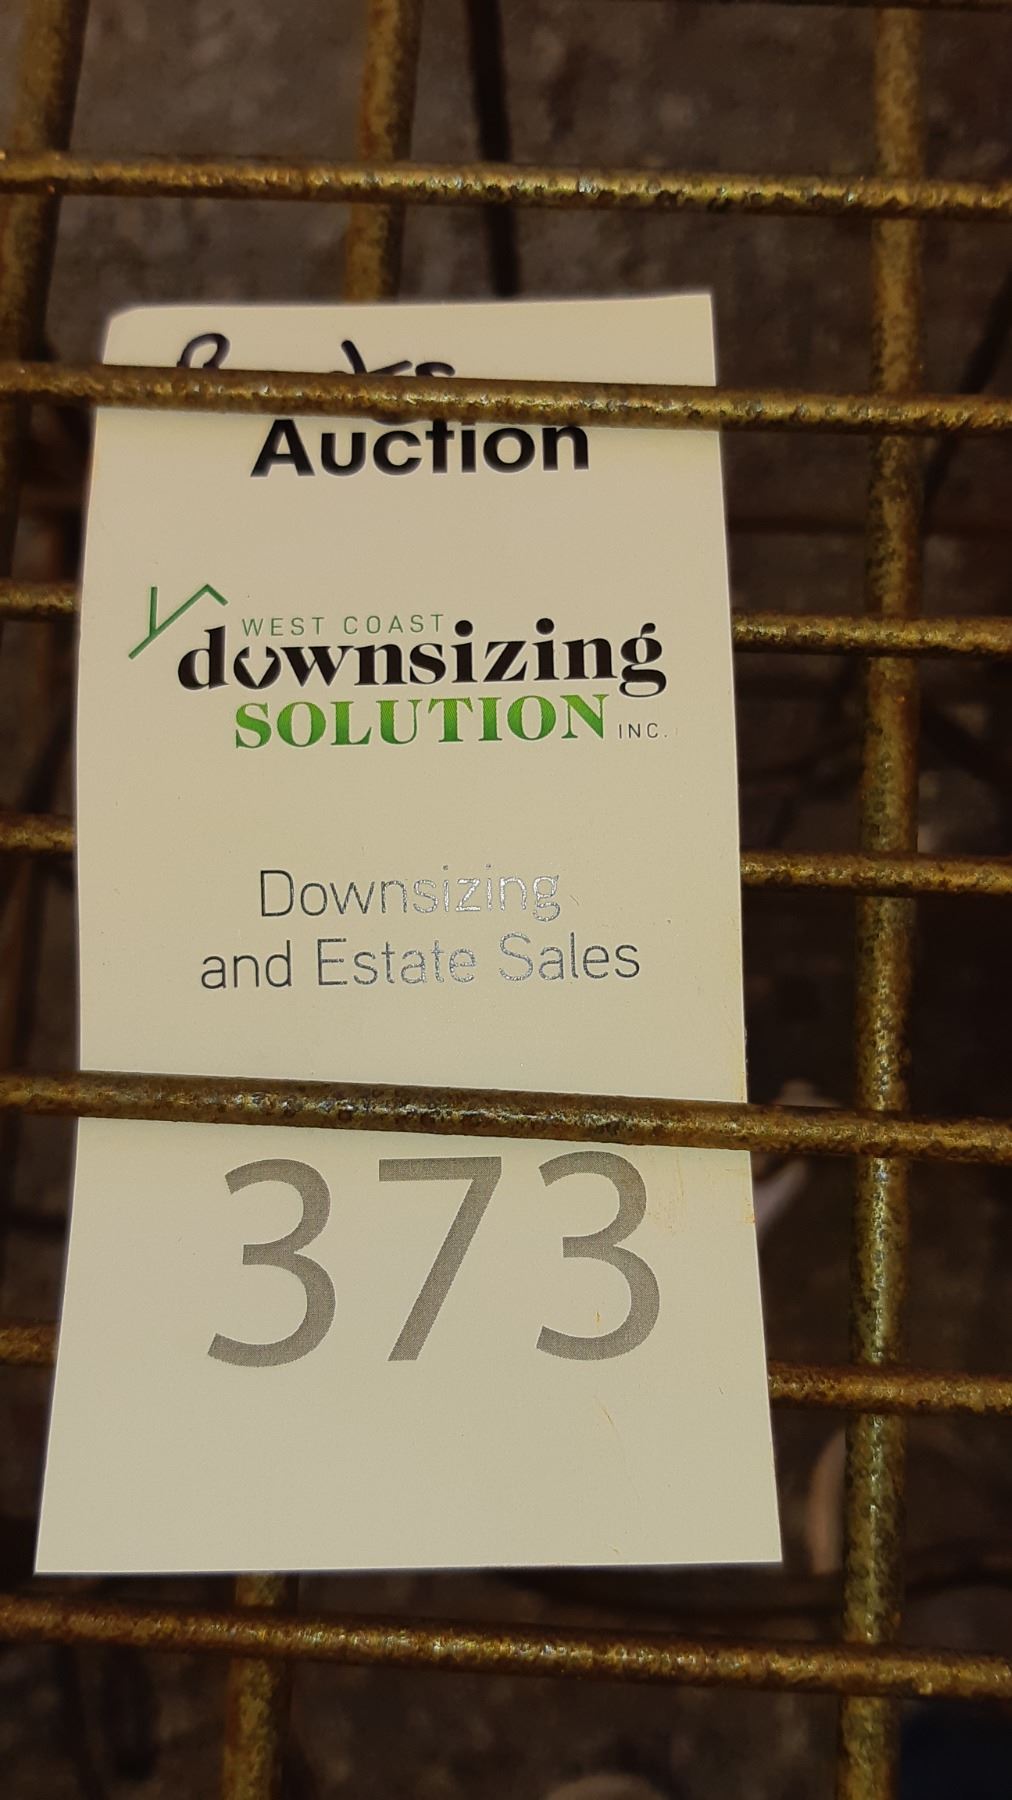 Auction
WEST COAST
downsizing
SOLUTION INC.
Downsizing
and Estate Sales
373